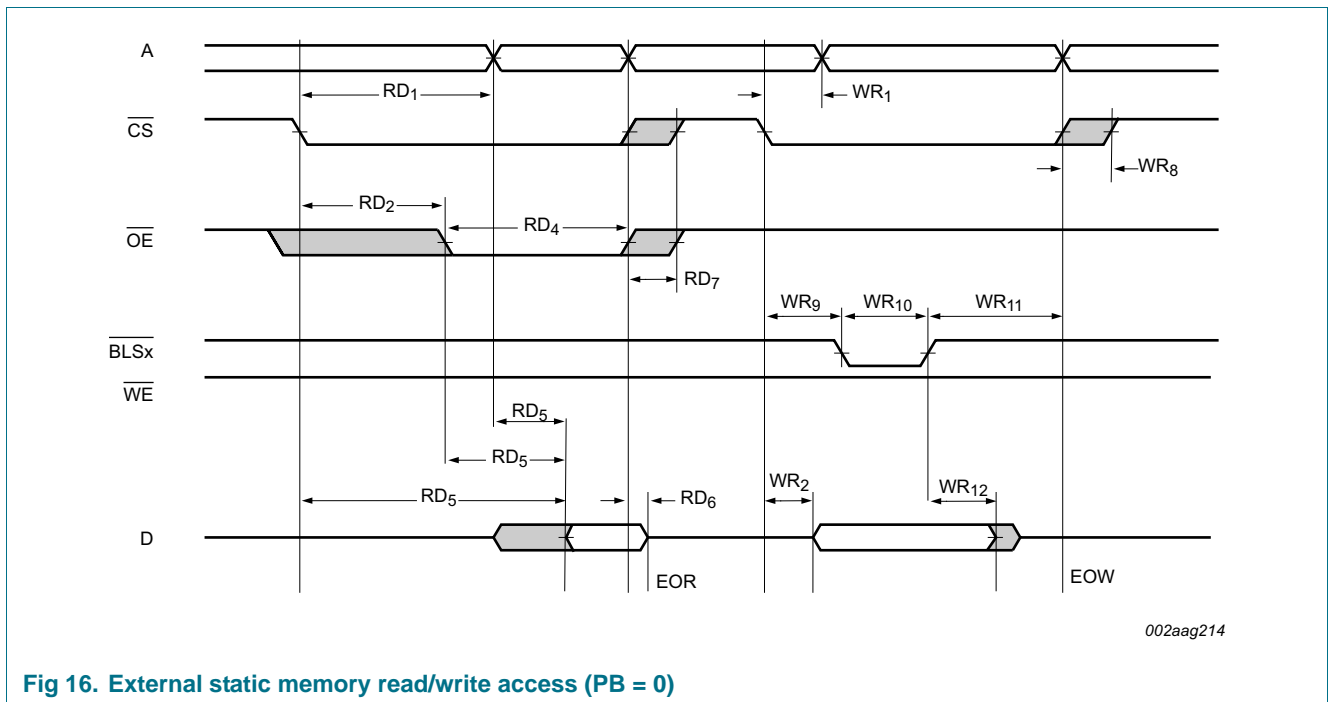 A
RD1
WR1
CS
WR8
RD2
RD4
OE
RD7
WR9
WR10
WR11
BLSx
WE
RD5
RD5
RD5
RD6
WR2
WR12
D
EOR
EOW
002aag214
Fig 16. External static memory read/write access (PB = 0)